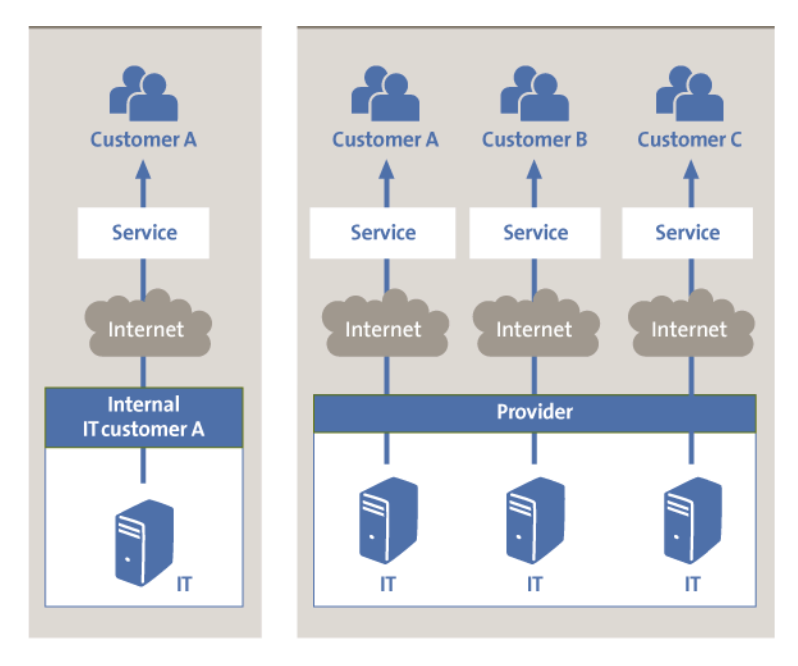 Customer A
Service
Internet
Internal
IT customer A
IT
Customer A
Customer B
Customer C
Service
Service
Service
Internet
Internet
Internet
Provider
IT
IT
IT